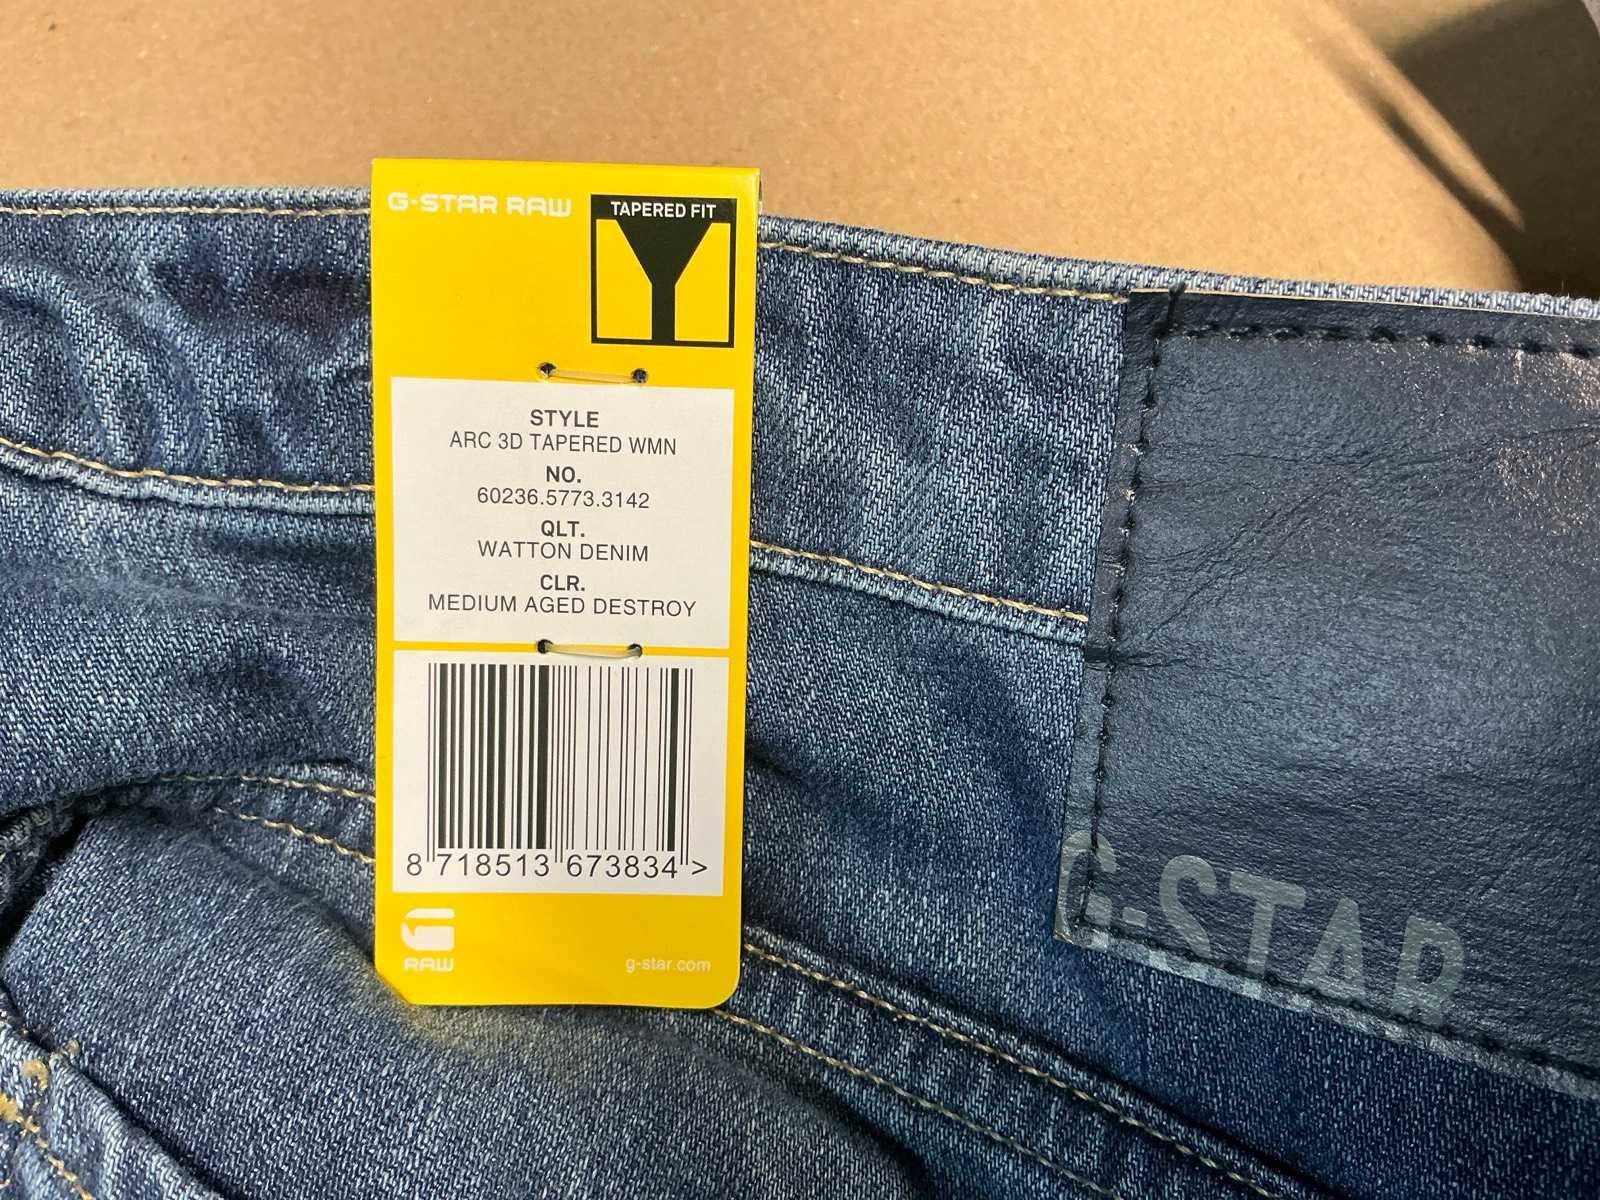 G-STAR RAW
TAPERED FIT
STYLE
ARC 3D TAPERED WMN
NO.
60236.5773.3142
QLT.
WATTON DENIM
CLR.
MEDIUM AGED DESTROY
8 718513 673834 >
RAW
g-star.com
G-STAR